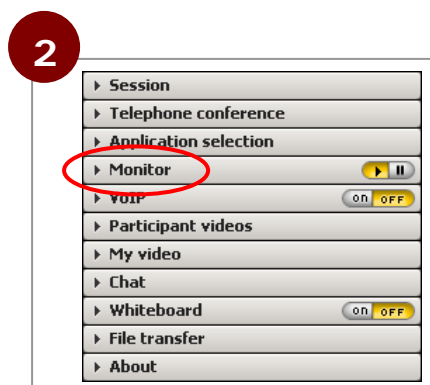 2
Session
Telephone conference
Application selection
Monitor
VoIP on OFF
Participant videos
My video
Chat
Whiteboard on OFF
File transfer
About